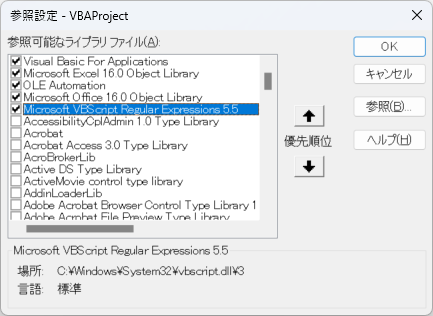 参照設定 - VBAProject
参照可能なライブラリ ファイル(A):
Visual Basic For Applications
Microsoft Excel 16.0 Object Library
OLE Automation
Microsoft Office 16.0 Object Library
Microsoft VBScript Regular Expressions 5.5
AccessibilityCplAdmin 1.0 Type Library
Acrobat
Acrobat Access 3.0 Type Library
AcroBrokerLib
Active DS Type Library
ActiveMovie control type library
AddinLoaderLib
Adobe Acrobat Browser Control Type Library 1
Adobe Acrobat File Preview Type Library
優先順位
OK
キャンセル
参照(B)...
ヘルプ(H)
Microsoft VBScript Regular Expressions 5.5
場所: C:¥Windows¥System32¥vbscript.dll¥3
言語: 標準